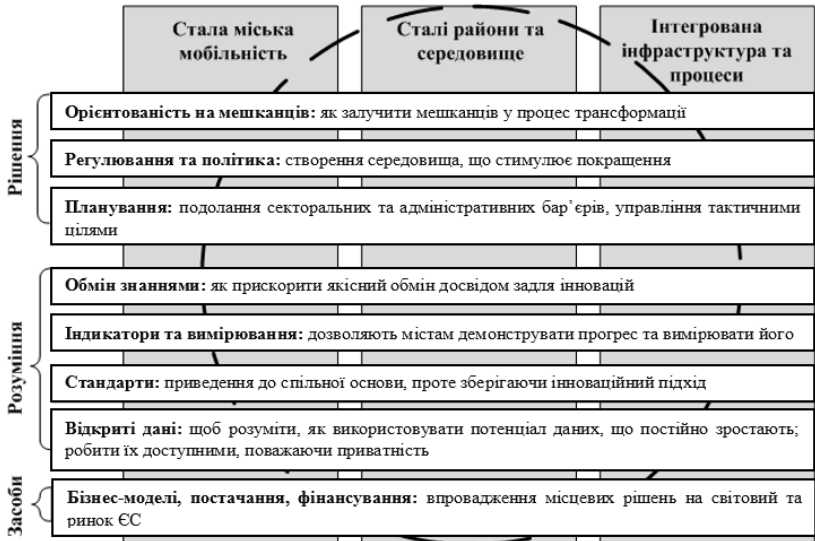 Стала міська
мобільність
Сталі райони та
середовище
Інтегрована
інфраструктура та
процеси
Рішення
Орієнтованість на мешканців: як залучити мешканців у процес трансформації
Регулювання та політика: створення середовища, що стимулює покращення
Планування: подолання секторальних та адміністративних бар’єрів, управління тактичними
цілями
Розуміння
Обмін знаннями: як прискорити якісний обмін досвідом задля інновацій
Індикатори та вимірювання: дозволяють містам демонструвати прогрес та вимірювати його
Стандарти: приведення до спільної основи, проте зберігаючи інноваційний підхід
Відкриті дані: щоб розуміти, як використовувати потенціал даних, що постійно зростають;
робити їх доступними, поважаючи приватність
Засоби
Бізнес-моделі, постачання, фінансування: впровадження місцевих рішень на світовий та
ринок ЄС